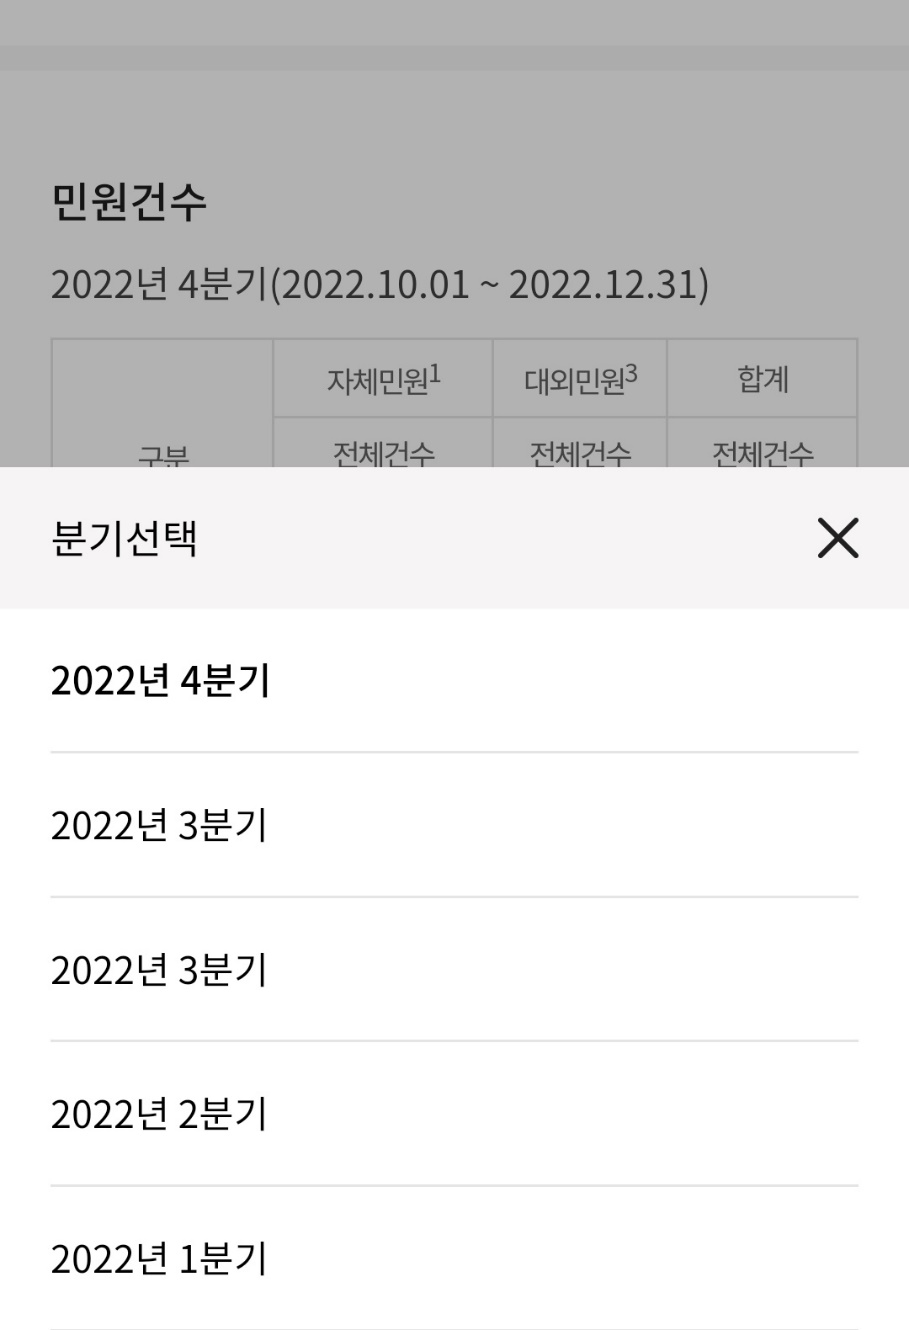 민원건수
2022년 4분기(2022.10.01 ~ 2022.12.31)
자체민원1 대외민원3 합계
구분 전체건수 전체건수 전체건수
분기선택
2022년 4분기
2022년 3분기
2022년 3분기
2022년 2분기
2022년 1분기